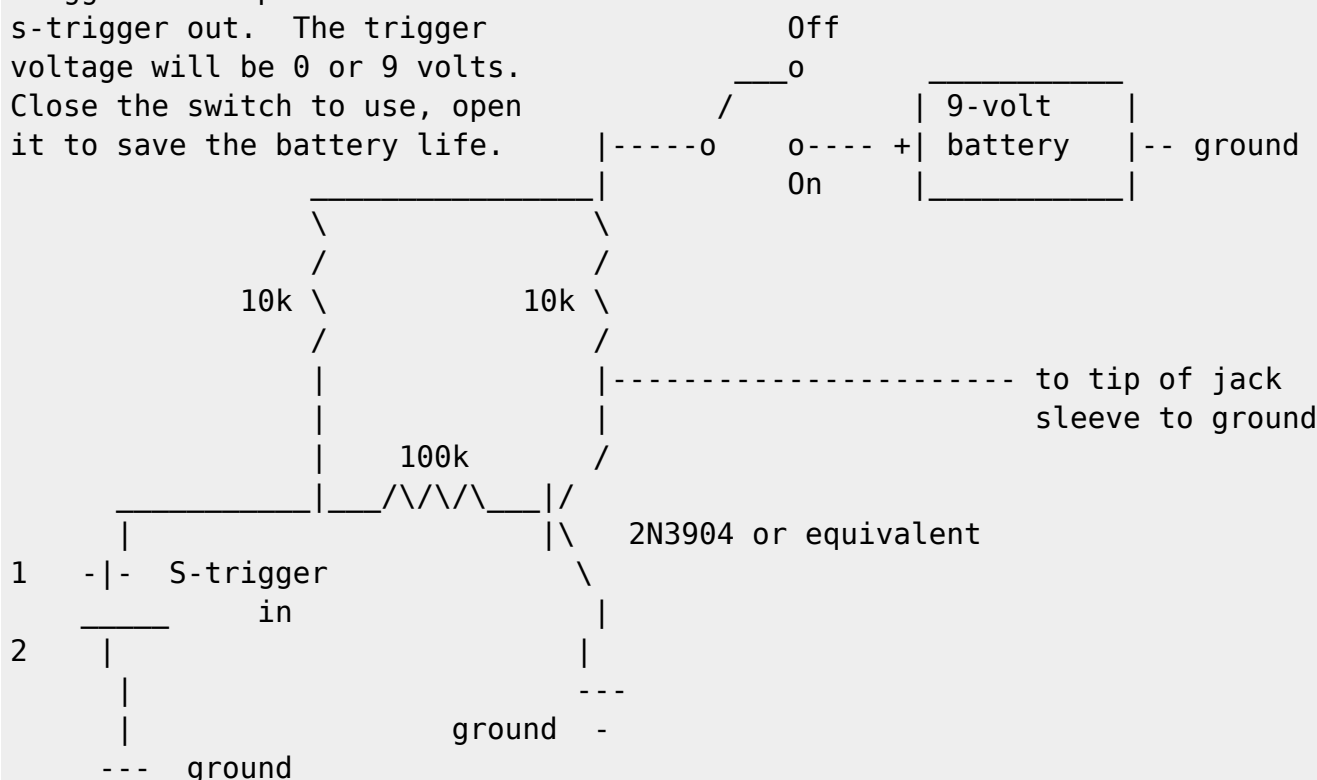 s-trigger out. The trigger Off
voltage will be 0 or 9 volts.
Close the switch to use, open 9-volt
it to save the battery life. + battery ground
On
10k 10k
to tip of jack
sleeve to ground
100k
2N3904 or equivalent
1 S-trigger
in
2
ground
ground